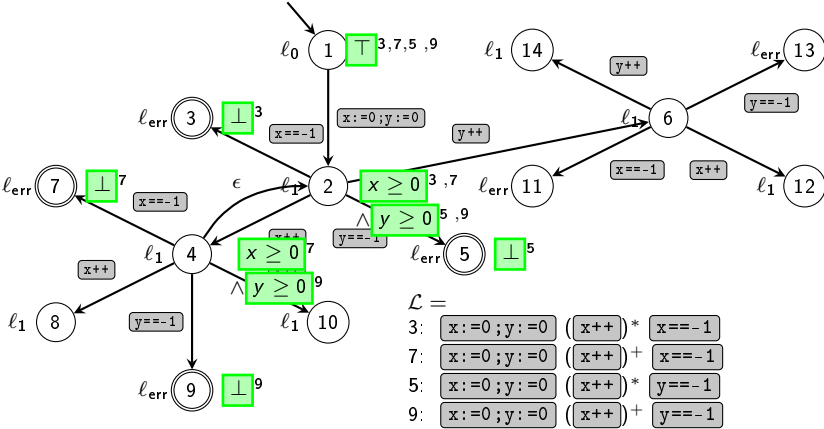 ℓ₀ 1 ⊤ 3,7,5 ,9
ℓ₁ 14
ℓerr 13
y++
y==-1
ℓerr 3 ⊥ 3
x==-1
x:=0;y:=0
y++
ℓ₁ 6
ℓerr 7 ⊥ 7
x==-1
ϵ
ℓ₁ 2 x ≥ 0 3 ,7
∧ y ≥ 0 5 ,9
x==-1
x++
ℓerr 11
ℓ₁ 12
x++
y==-1
ℓ₁ 4
x ≥ 0 7
∧ y ≥ 0 9
ℓerr 5 ⊥ 5
x++
ℓ₁ 8
y==-1
ℓ₁ 10
ℓerr 9 ⊥ 9
ℒ =
3: x:=0;y:=0 (x++)* x==-1
7: x:=0;y:=0 (x++)+ x==-1
5: x:=0;y:=0 (x++)* y==-1
9: x:=0;y:=0 (x++)+ y==-1